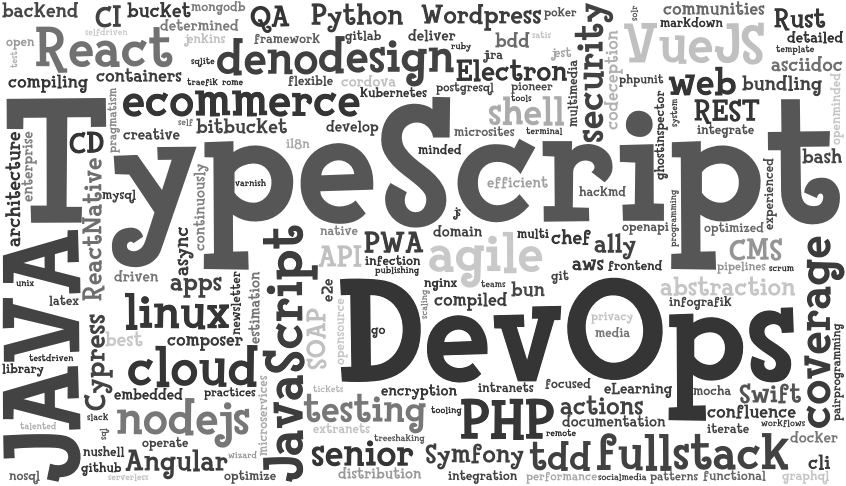 backend
CI
bucket
mongodb
QA
Python
Wordpress
poker
security
solr
communities
markdown
Rust
detailed
selfdriven
determined
open
React
jenkins
framework
gitlab
deliver
ruby
bdd
satis
VueJS
template
test
sqlite
denodesign
jra
jest
asciidoc
compiling
containers
traefik
rome
flexible
cordova
Electron
multimedia
codeception
phpunit
web
bundling
openminded
pragmatism
ecommerce
Kubernetes
postgresql
pioneer
tools
shell
ghostinspector
system
REST
integrate
architecture
enterprise
CD
creative
self
bitbucket
develop
i18n
microsites
terminal
minded
bash
TypeScript
varnish
efficient
hackmd
experienced
programming
mysql
continuously
ReactNative
js
native
domain
multi
chef
ally
openapi
optimized
JAVA
async
JavaScript
API
PWA
agile
infection
publishing
aws
frontend
CMS
pipelines
scrum
coverage
unix
driven
apps
newsletter
estimation
e2e
nginx
teams
git
bun
abstraction
latex
linux
SOAP
opensource
scaling
compiled
infografik
DevOps
go
privacy
media
Cypress
best
composer
testdriven
library
cloud
pairprogramming
embedded
practices
microservices
tickets
encryption
intranets
focused
eLearning
mocha
Swift
slack
nodejs
testing
tooling
PHP
actions
confluence
talented
sql
extranets
documentation
iterate
workflows
operate
treeshaking
remote
docker
nushell
github
Angular
wizard
senior
Symfony
tdd
fullstack
cli
nosql
serverless
optimize
distribution
integration
performance
socialmedia
patterns
functional
graphql